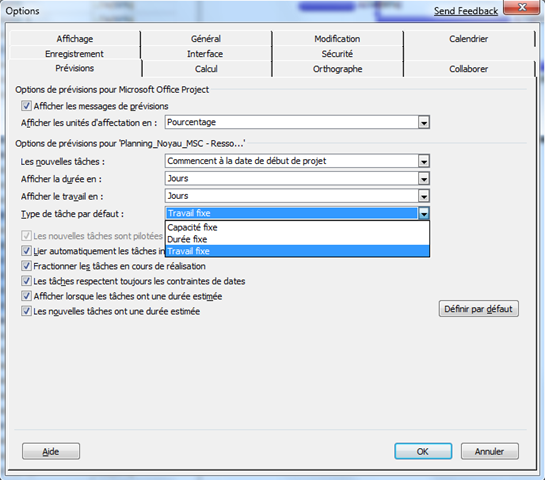 Options
Send Feedback
Affichage Général Modification Calendrier
Enregistrement Interface Sécurité
Prévisions Calcul Orthographe Collaborer
Options de prévisions pour Microsoft Office Project
Afficher les messages de prévisions
Afficher les unités d'affectation en : Pourcentage
Options de prévisions pour 'Planning_Noyau_MSC - Resso...'
Les nouvelles tâches : Commencent à la date de début de projet
Afficher la durée en : Jours
Afficher le travail en : Jours
Type de tâche par défaut : Travail fixe
Capacité fixe
Les nouvelles tâches sont pilotées Durée fixe
Lier automatiquement les tâches in Travail fixe
Fractionner les tâches en cours de réalisation
Les tâches respectent toujours les contraintes de dates
Afficher lorsque les tâches ont une durée estimée
Les nouvelles tâches ont une durée estimée Définir par défaut
Aide OK Annuler